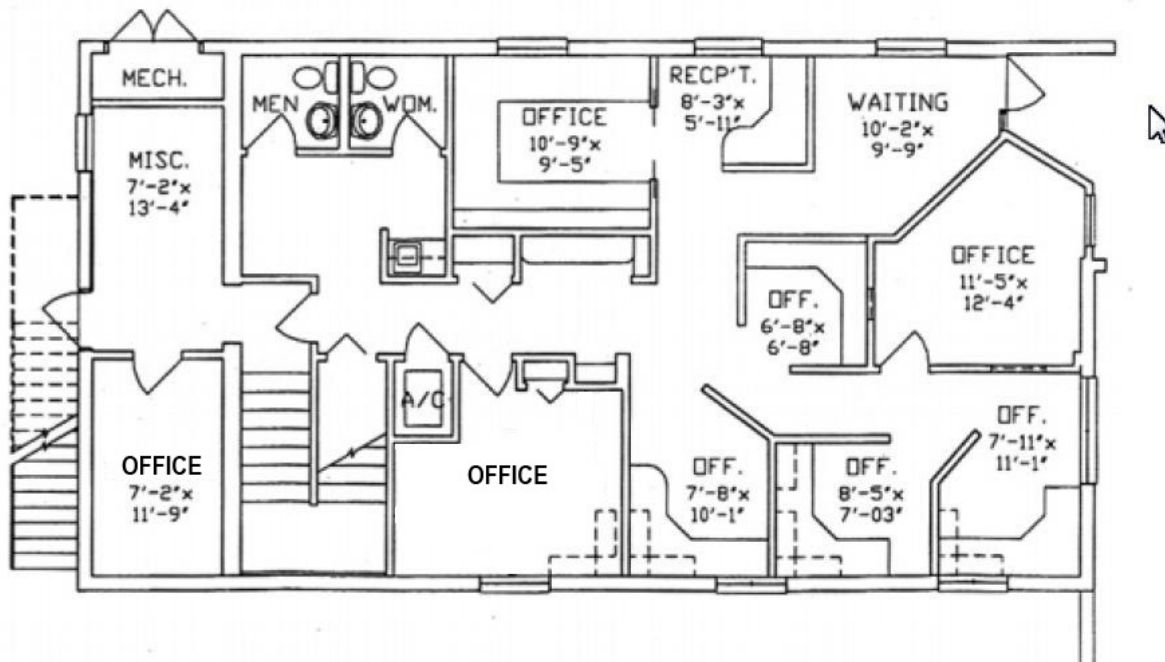 MECH.
MEN
WOM.
OFFICE
10'-9"x
9'-5"
RECP'T.
8'-3"x
5'-11"
WAITING
10'-2"x
9'-9"
MISC.
7'-2"x
13'-4"
OFFICE
11'-5"x
12'-4"
OFF.
6'-8"x
6'-8"
A/C
OFFICE
7'-2"x
11'-9"
OFFICE
OFF.
7'-8"x
10'-1"
OFF.
8'-5"x
7'-03"
OFF.
7'-11"x
11'-1"